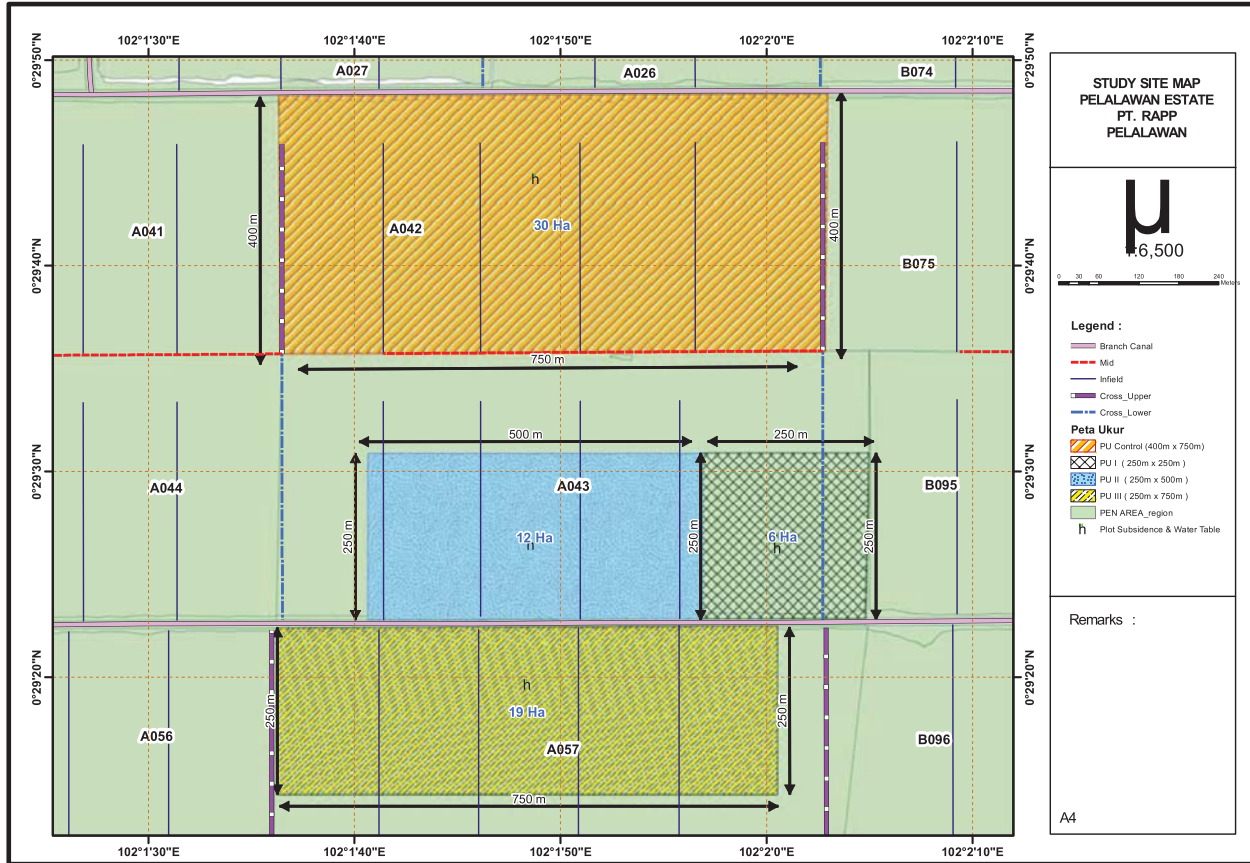 102°1'30"E 102°1'40"E 102°1'50"E 102°2'0"E 102°2'10"E
0°29'50"N 0°29'50"N
A027 A026 B074
400 m 400 m
h
A041 A042 30 Ha
B075
0°29'40"N 0°29'40"N
750 m
500 m 250 m
0°29'30"N 0°29'30"N
A044 A043 B095
250 m 250 m 250 m
12 Ha 6 Ha
h h
0°29'20"N 0°29'20"N
h
250 m 19 Ha 250 m
A056 A057 B096
750 m
102°1'30"E 102°1'40"E 102°1'50"E 102°2'0"E 102°2'10"E
STUDY SITE MAP
PELALAWAN ESTATE
PT. RAPP
PELALAWAN
µ
1:6,500
0 30 60 120 180 240
Meters
Legend :
Branch Canal
Mid
Infield
Cross_Upper
Cross_Lower
Peta Ukur
PU Control (400m x 750m)
PU I ( 250m x 250m )
PU II ( 250m x 500m )
PU III ( 250m x 750m )
PEN AREA_region
h Plot Subsidence & Water Table
Remarks :
A4